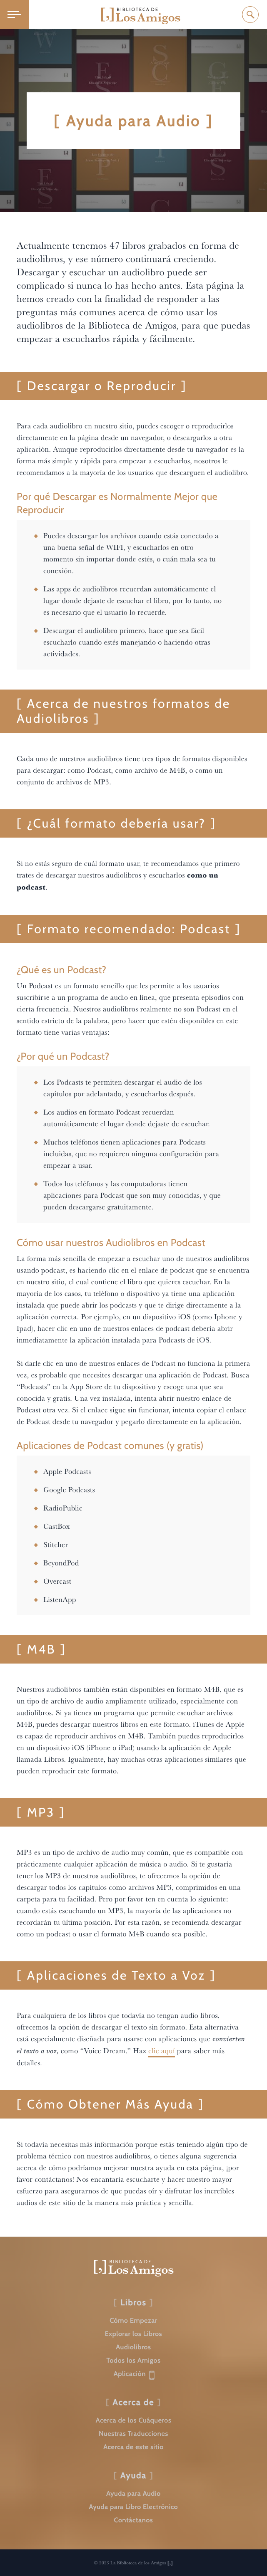 BIBLIOTECA DE
Los Amigos
[ Ayuda para Audio ]
Actualmente tenemos 47 libros grabados en forma de
audiolibros, y ese número continuará creciendo.
Descargar y escuchar un audiolibro puede ser
complicado si nunca lo has hecho antes. Esta página la
hemos creado con la finalidad de responder a las
preguntas más comunes acerca de cómo usar los
audiolibros de la Biblioteca de Amigos, para que puedas
empezar a escucharlos rápida y fácilmente.
[ Descargar o Reproducir ]
Para cada audiolibro en nuestro sitio, puedes escoger o reproducirlos
directamente en la página desde un navegador, o descargarlos a otra
aplicación. Aunque reproducirlos directamente desde tu navegador es la
forma más simple y rápida para empezar a escucharlos, nosotros le
recomendamos a la mayoría de los usuarios que descarguen el audiolibro.
Por qué Descargar es Normalmente Mejor que
Reproducir
Puedes descargar los archivos cuando estás conectado a
una buena señal de WIFI, y escucharlos en otro
momento sin importar donde estés, o cuán mala sea tu
conexión.
Las apps de audiolibros recuerdan automáticamente el
lugar donde dejaste de escuchar el libro, por lo tanto, no
es necesario que el usuario lo recuerde.
Descargar el audiolibro primero, hace que sea fácil
escucharlo cuando estés manejando o haciendo otras
actividades.
[ Acerca de nuestros formatos de
Audiolibros ]
Cada uno de nuestros audiolibros tiene tres tipos de formatos disponibles
para descargar: como Podcast, como archivo de M4B, o como un
conjunto de archivos de MP3.
[ ¿Cuál formato debería usar? ]
Si no estás seguro de cuál formato usar, te recomendamos que primero
trates de descargar nuestros audiolibros y escucharlos como un
podcast.
[ Formato recomendado: Podcast ]
¿Qué es un Podcast?
Un Podcast es un formato sencillo que les permite a los usuarios
suscribirse a un programa de audio en línea, que presenta episodios con
cierta frecuencia. Nuestros audiolibros realmente no son Podcast en el
sentido estricto de la palabra, pero hacer que estén disponibles en este
formato tiene varias ventajas:
¿Por qué un Podcast?
Los Podcasts te permiten descargar el audio de los
capítulos por adelantado, y escucharlos después.
Los audios en formato Podcast recuerdan
automáticamente el lugar donde dejaste de escuchar.
Muchos teléfonos tienen aplicaciones para Podcasts
incluidas, que no requieren ninguna configuración para
empezar a usar.
Todos los teléfonos y las computadoras tienen
aplicaciones para Podcast que son muy conocidas, y que
pueden descargarse gratuitamente.
Cómo usar nuestros Audiolibros en Podcast
La forma más sencilla de empezar a escuchar uno de nuestros audiolibros
usando podcast, es haciendo clic en el enlace de podcast que se encuentra
en nuestro sitio, el cual contiene el libro que quieres escuchar. En la
mayoría de los casos, tu teléfono o dispositivo ya tiene una aplicación
instalada que puede abrir los podcasts y que te dirige directamente a la
aplicación correcta. Por ejemplo, en un dispositivo iOS (como Iphone y
Ipad), hacer clic en uno de nuestros enlaces de podcast debería abrir
inmediatamente la aplicación instalada para Podcasts de iOS.
Si darle clic en uno de nuestros enlaces de Podcast no funciona la primera
vez, es probable que necesites descargar una aplicación de Podcast. Busca
“Podcasts” en la App Store de tu dispositivo y escoge una que sea
conocida y gratis. Una vez instalada, intenta abrir nuestro enlace de
Podcast otra vez. Si el enlace sigue sin funcionar, intenta copiar el enlace
de Podcast desde tu navegador y pegarlo directamente en la aplicación.
Aplicaciones de Podcast comunes (y gratis)
Apple Podcasts
Google Podcasts
RadioPublic
CastBox
Stitcher
BeyondPod
Overcast
ListenApp
[ M4B ]
Nuestros audiolibros también están disponibles en formato M4B, que es
un tipo de archivo de audio ampliamente utilizado, especialmente con
audiolibros. Si ya tienes un programa que permite escuchar archivos
M4B, puedes descargar nuestros libros en este formato. iTunes de Apple
es capaz de reproducir archivos en M4B. También puedes reproducirlos
en un dispositivo iOS (iPhone o iPad) usando la aplicación de Apple
llamada Libros. Igualmente, hay muchas otras aplicaciones similares que
pueden reproducir este formato.
[ MP3 ]
MP3 es un tipo de archivo de audio muy común, que es compatible con
prácticamente cualquier aplicación de música o audio. Si te gustaría
tener los MP3 de nuestros audiolibros, te ofrecemos la opción de
descargar todos los capítulos como archivos MP3, comprimidos en una
carpeta para tu facilidad. Pero por favor ten en cuenta lo siguiente:
cuando estás escuchando un MP3, la mayoría de las aplicaciones no
recordarán tu última posición. Por esta razón, se recomienda descargar
como un podcast o usar el formato M4B cuando sea posible.
[ Aplicaciones de Texto a Voz ]
Para cualquiera de los libros que todavía no tengan audio libros,
ofrecemos la opción de descargar el texto sin formato. Esta alternativa
está especialmente diseñada para usarse con aplicaciones que convierten
el texto a voz, como “Voice Dream.” Haz clic aquí para saber más
detalles.
[ Cómo Obtener Más Ayuda ]
Si todavía necesitas más información porque estás teniendo algún tipo de
problema técnico con nuestros audiolibros, o tienes alguna sugerencia
acerca de cómo podríamos mejorar nuestra ayuda en esta página, ¡por
favor contáctanos! Nos encantaría escucharte y hacer nuestro mayor
esfuerzo para asegurarnos de que puedas oír y disfrutar los increíbles
audios de este sitio de la manera más práctica y sencilla.
BIBLIOTECA DE
Los Amigos
[ Libros ]
Cómo Empezar
Explorar los Libros
Audiolibros
Todos los Amigos
Aplicación
[ Acerca de ]
Acerca de los Cuáqueros
Nuestras Traducciones
Acerca de este sitio
[ Ayuda ]
Ayuda para Audio
Ayuda para Libro Electrónico
Contáctanos
© 2023 La Biblioteca de los Amigos